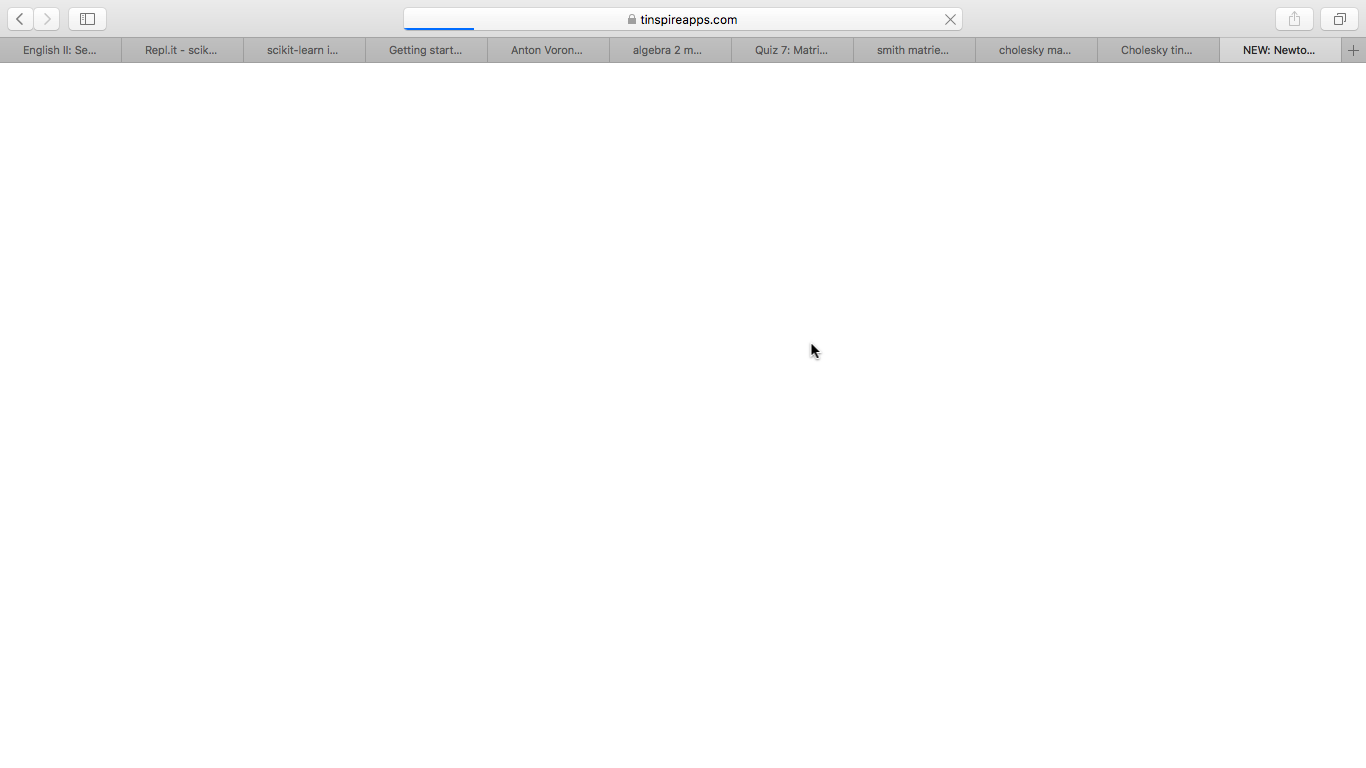 tinspireapps.com
English II: Se...
Repl.it - scik...
scikit-learn i...
Getting start...
Anton Voron...
algebra 2 m...
Quiz 7: Matri...
smith matrie...
cholesky ma...
Cholesky tin...
NEW: Newto...